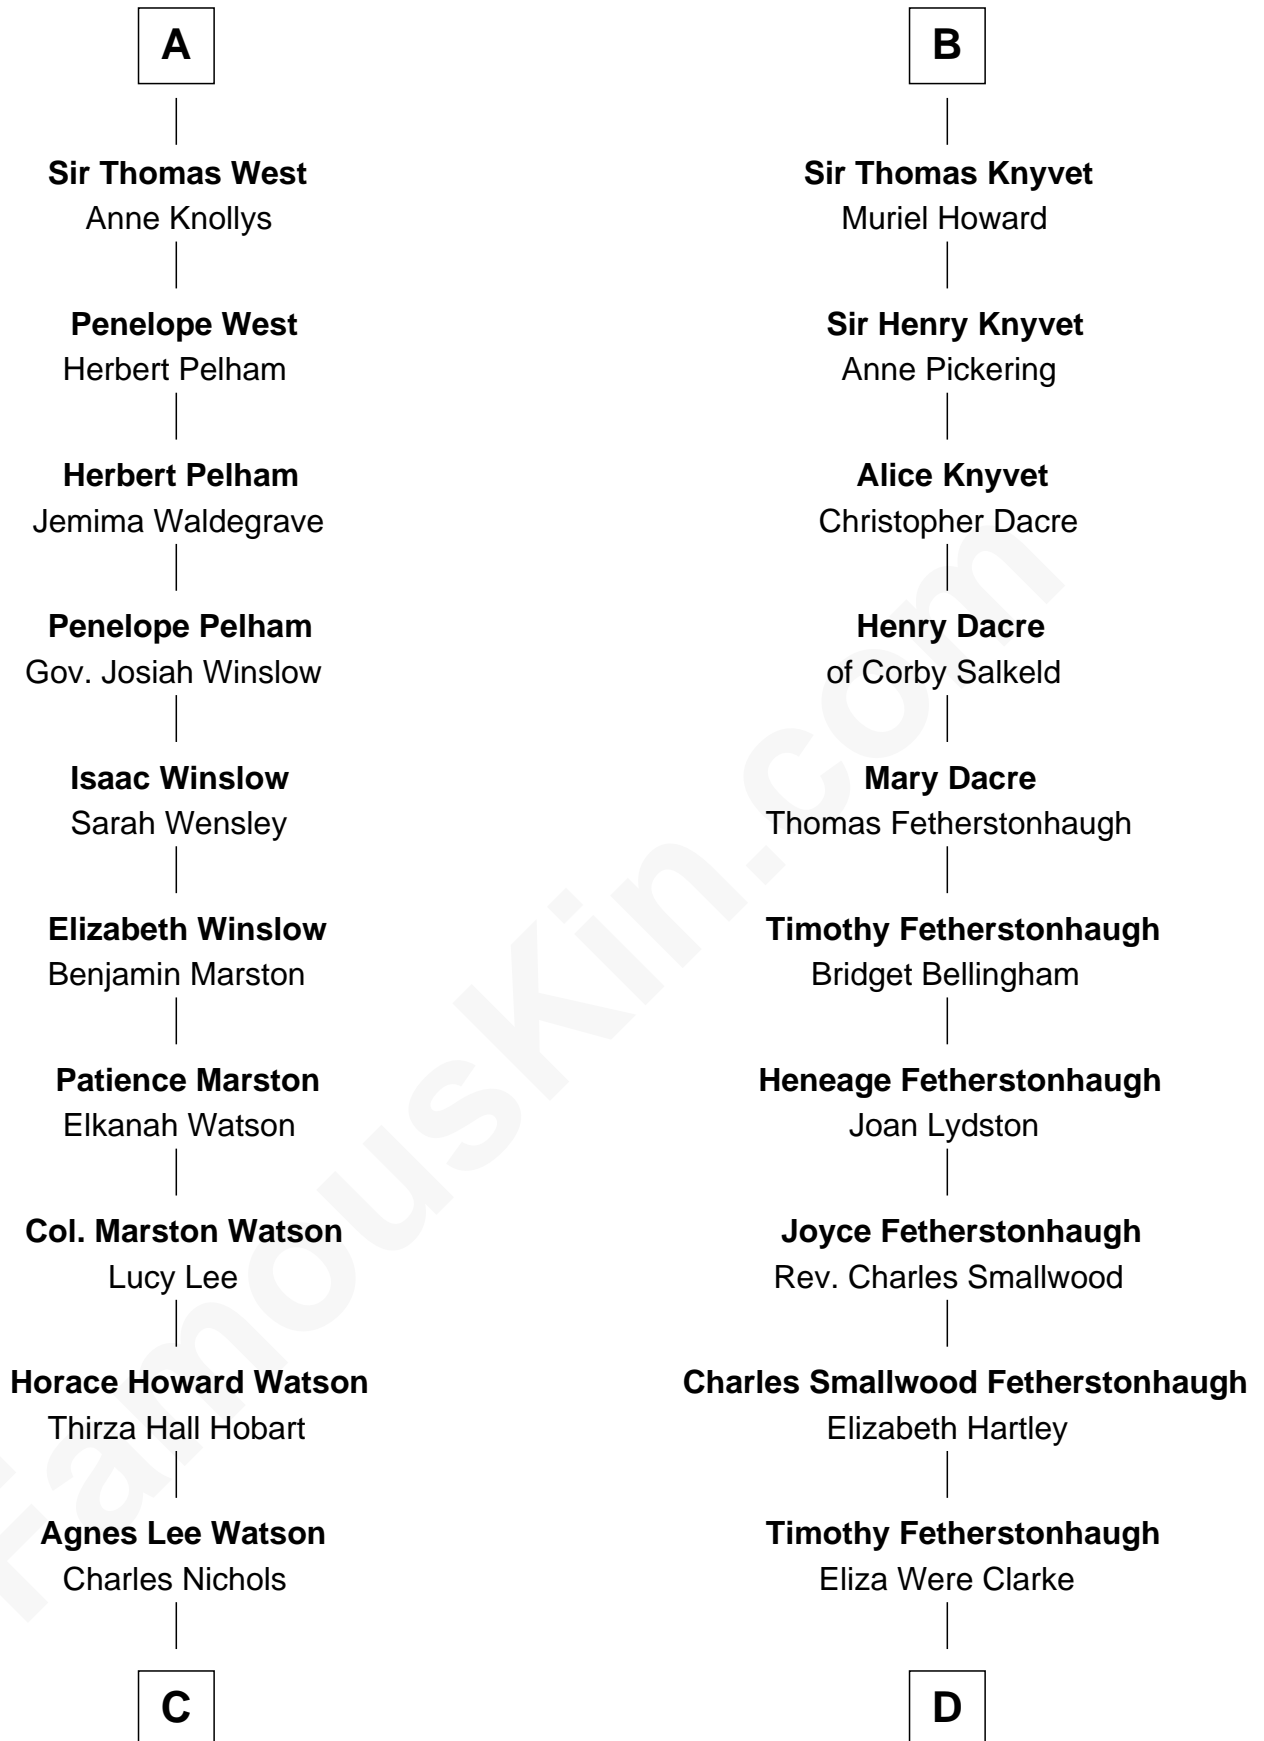 A
Sir Thomas West
Anne Knollys
Penelope West
Herbert Pelham
Herbert Pelham
Jemima Waldegrave
Penelope Pelham
Gov. Josiah Winslow
Isaac Winslow
Sarah Wensley
Elizabeth Winslow
Benjamin Marston
Patience Marston
Elkanah Watson
Col. Marston Watson
Lucy Lee
Horace Howard Watson
Thirza Hall Hobart
Agnes Lee Watson
Charles Nichols
C
B
Sir Thomas Knyvet
Muriel Howard
Sir Henry Knyvet
Anne Pickering
Alice Knyvet
Christopher Dacre
Henry Dacre
of Corby Salkeld
Mary Dacre
Thomas Fetherstonhaugh
Timothy Fetherstonhaugh
Bridget Bellingham
Heneage Fetherstonhaugh
Joan Lydston
Joyce Fetherstonhaugh
Rev. Charles Smallwood
Charles Smallwood Fetherstonhaugh
Elizabeth Hartley
Timothy Fetherstonhaugh
Eliza Were Clarke
D
FamousKin.com